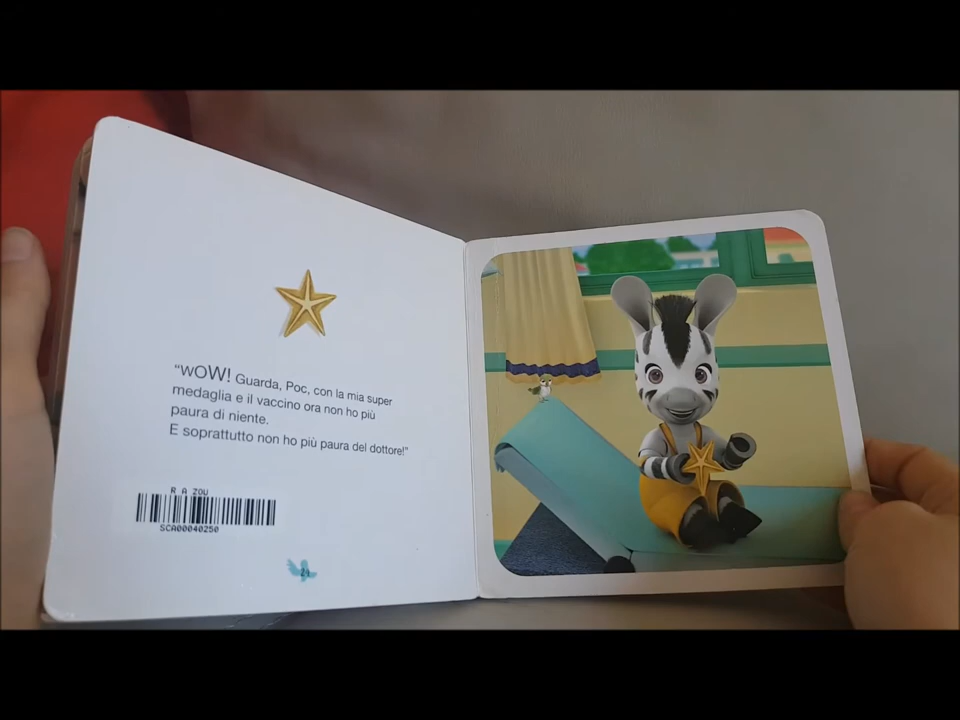 “WOW! Guarda, Poc, con la mia super
medaglia e il vaccino ora non ho più
paura di niente.
E soprattutto non ho più paura del dottore!”
R A ZOU
SCA00040250
21